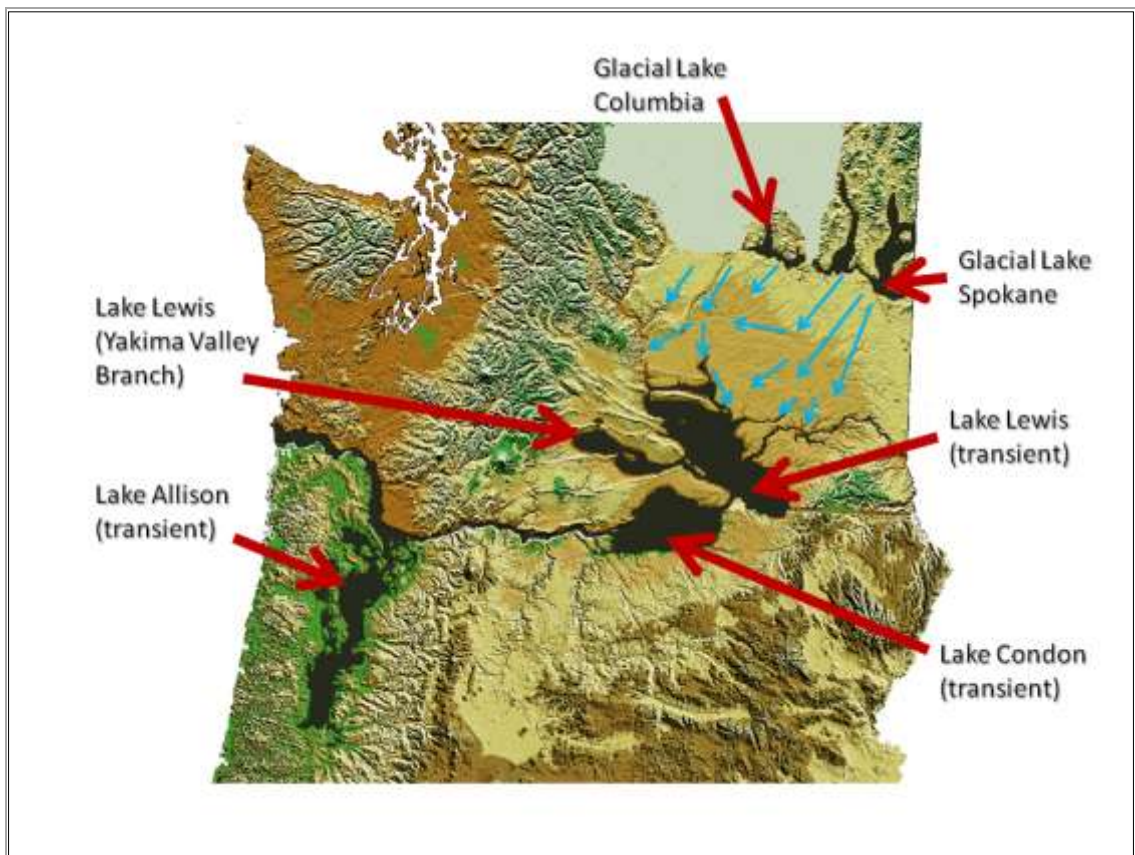 Glacial Lake
Columbia
Glacial Lake
Spokane
Lake Lewis
(Yakima Valley
Branch)
Lake Lewis
(transient)
Lake Allison
(transient)
Lake Condon
(transient)